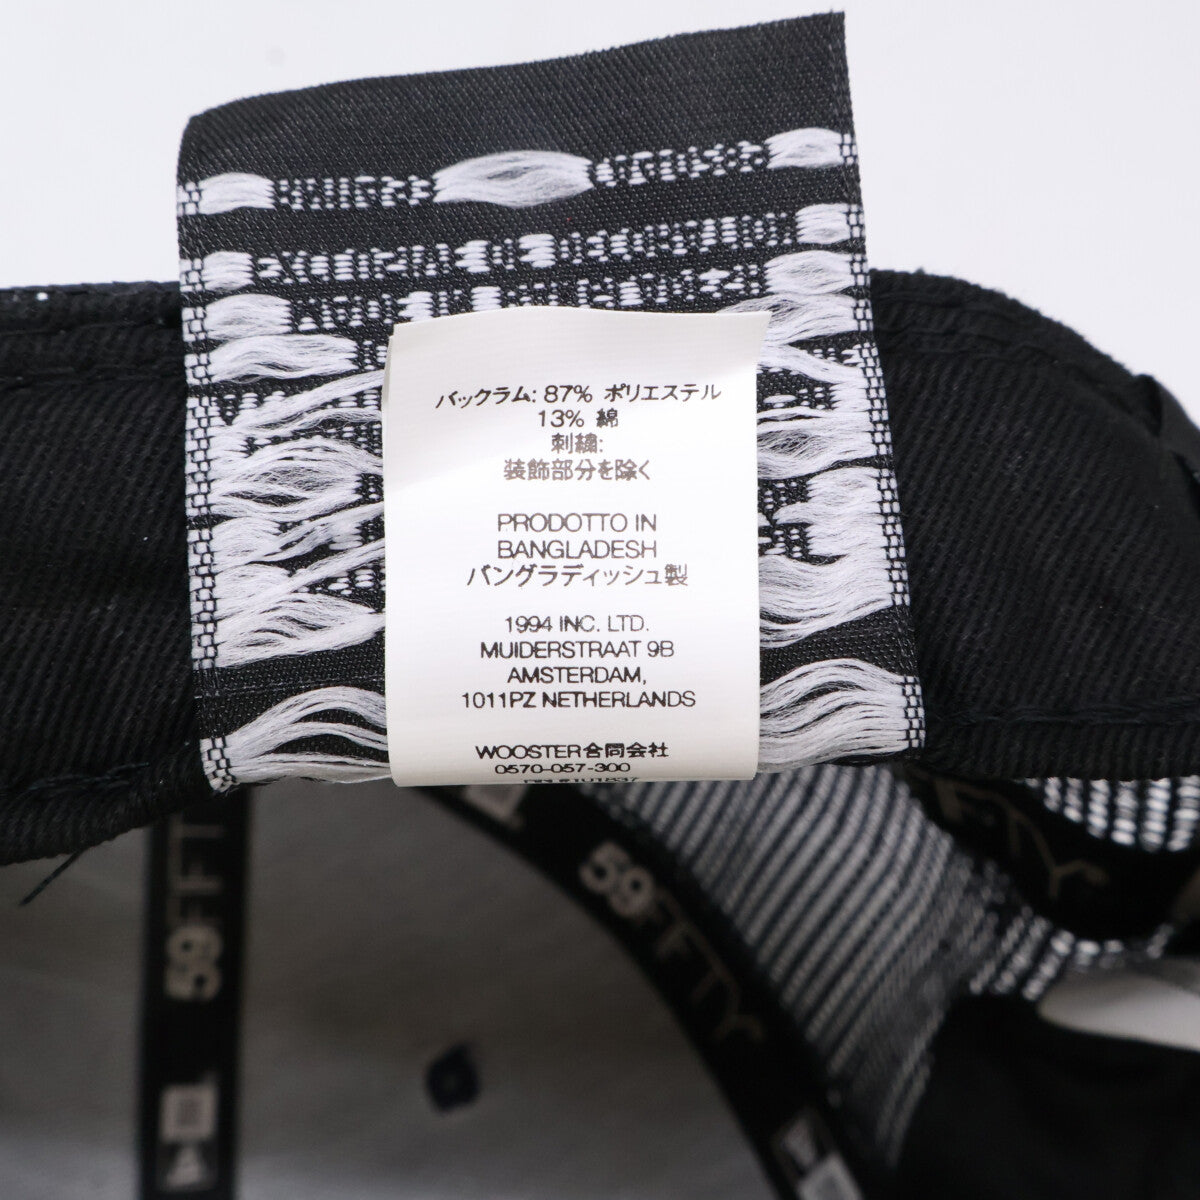 バックラム: 87% ポリエステル
13% 綿
刺繍:
装飾部分を除く
PRODOTTO IN
BANGLADESH
バングラディッシュ製
1994 INC. LTD.
MUIDERSTRAAT 9B
AMSTERDAM,
1011PZ NETHERLANDS
WOOSTER合同会社
0570-057-300
59FIFTY
59FIFTY